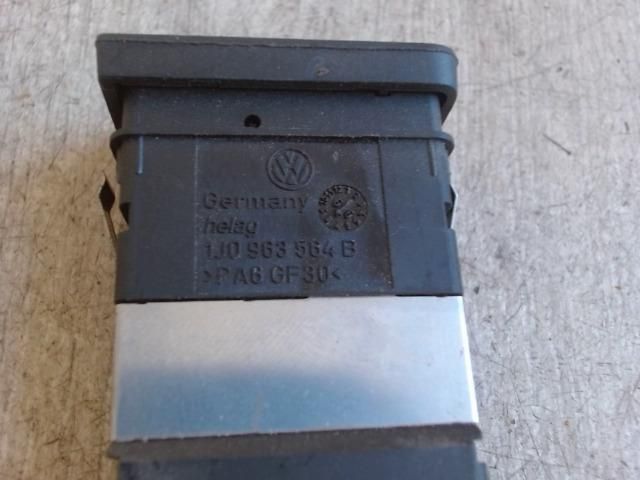 Germany
helag
1J0 963 564 B
>PA6 GF30<